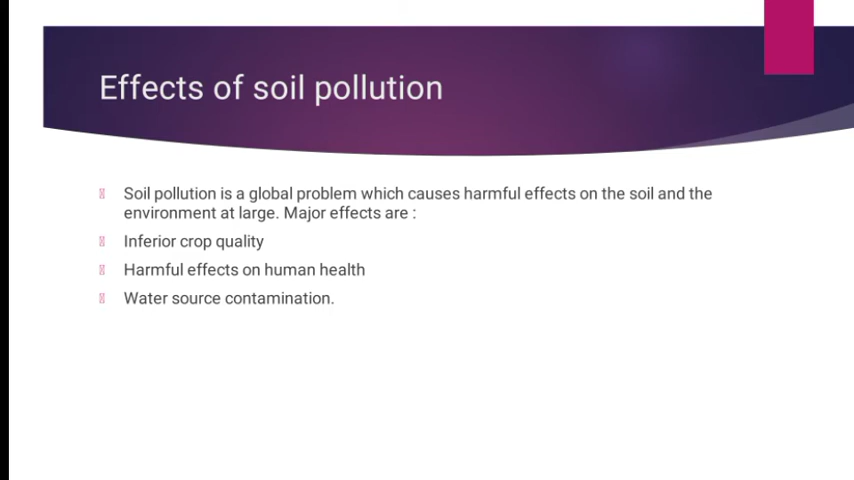 Effects of soil pollution
Soil pollution is a global problem which causes harmful effects on the soil and the
environment at large. Major effects are :
Inferior crop quality
Harmful effects on human health
Water source contamination.